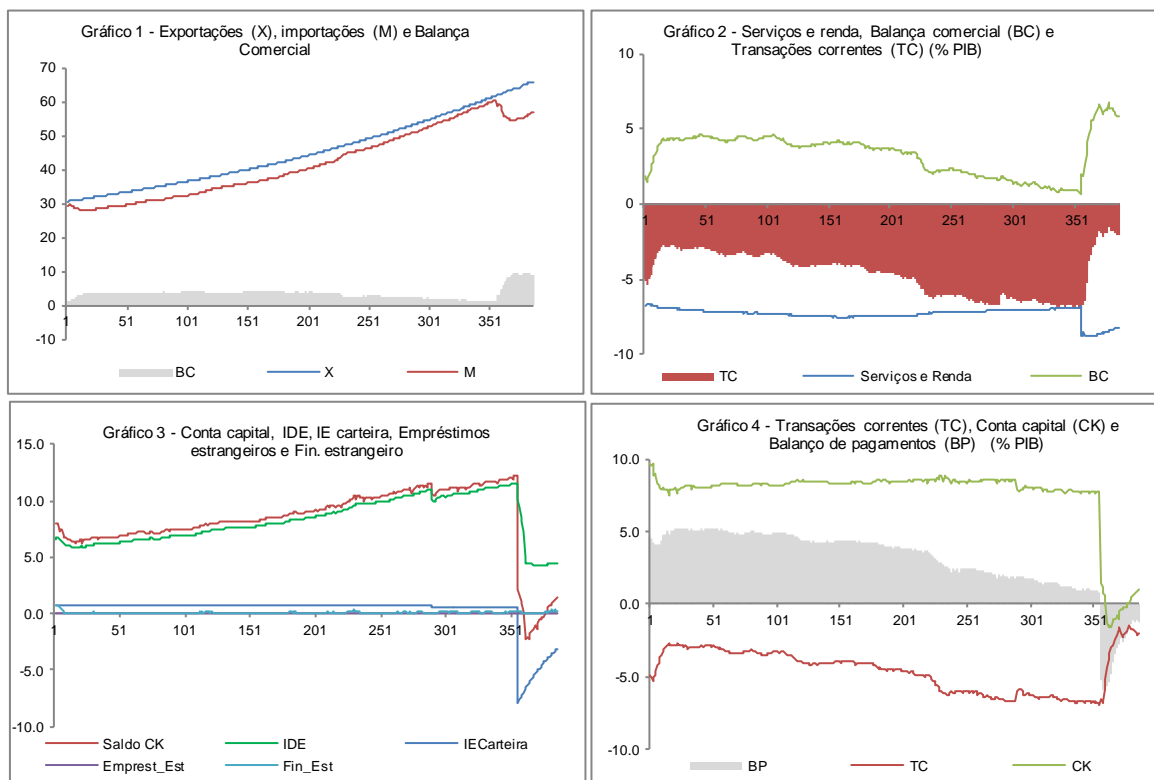 Gráfico 1 - Exportações (X), importações (M) e Balança
Comercial
70
60
50
40
30
20
10
0
-10
1 51 101 151 201 251 301 351
BC X M
Gráfico 2 - Serviços e renda, Balança comercial (BC) e
Transações correntes (TC) (% PIB)
10
5
0
-5
-10
1 51 101 151 201 251 301 351
TC Serviços e Renda BC
Gráfico 3 - Conta capital, IDE, IE carteira, Empréstimos
estrangeiros e Fin. estrangeiro
15.0
10.0
5.0
0.0
-5.0
-10.0
1 51 101 151 201 251 301 351
Saldo CK IDE IECarteira
Emprest_Est Fin_Est
Gráfico 4 - Transações correntes (TC), Conta capital (CK) e
Balanço de pagamentos (BP) (% PIB)
10.0
5.0
0.0
-5.0
-10.0
1 51 101 151 201 251 301 351
BP TC CK